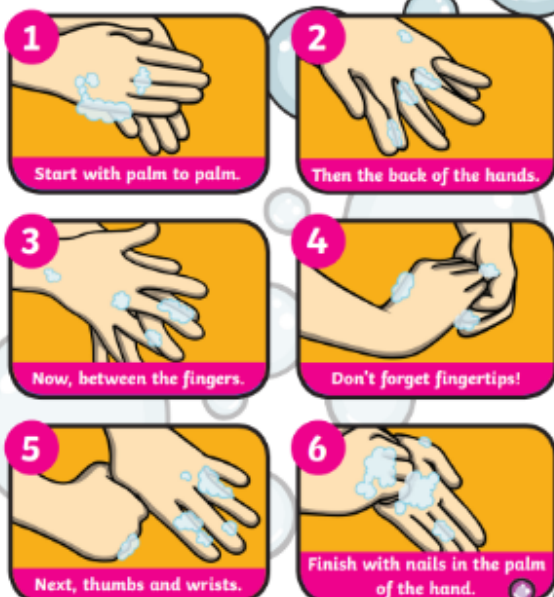 1
Start with palm to palm.
2
Then the back of the hands.
3
Now, between the fingers.
4
Don't forget fingertips!
5
Next, thumbs and wrists.
6
Finish with nails in the palm
of the hand.